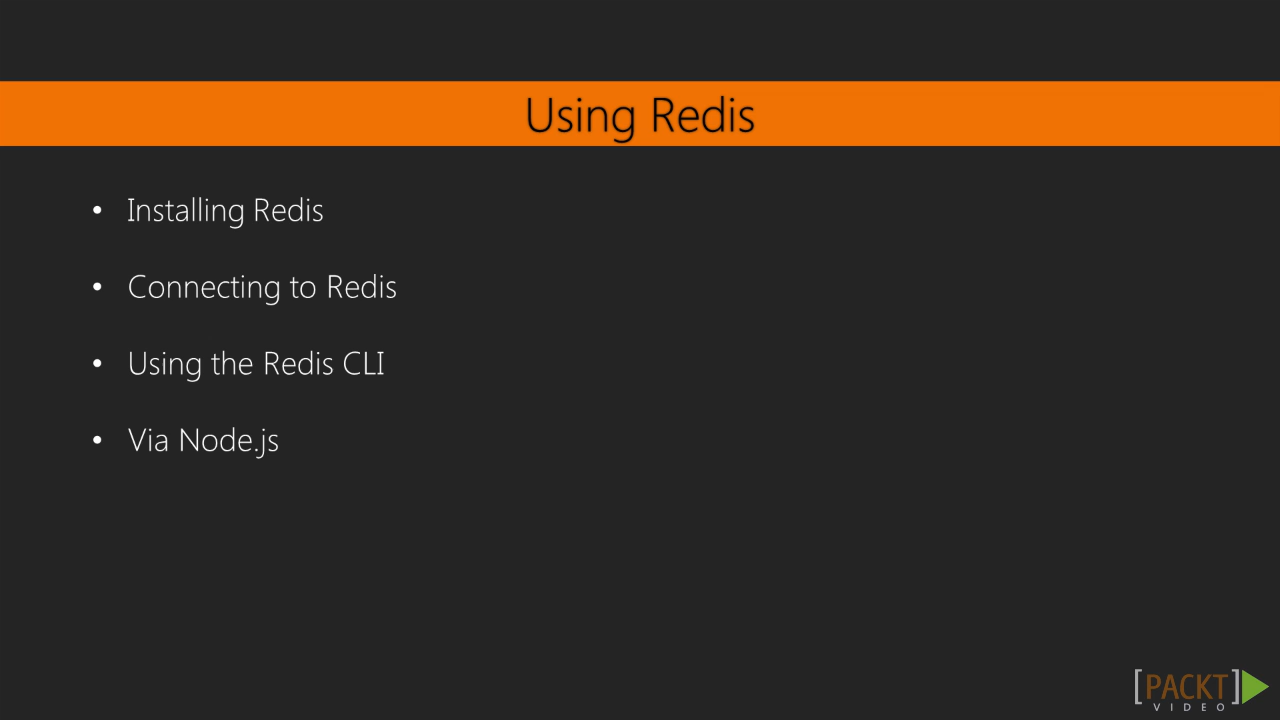 Using Redis
• Installing Redis
• Connecting to Redis
• Using the Redis CLI
• Via Node.js
[PACKT]
VIDEO